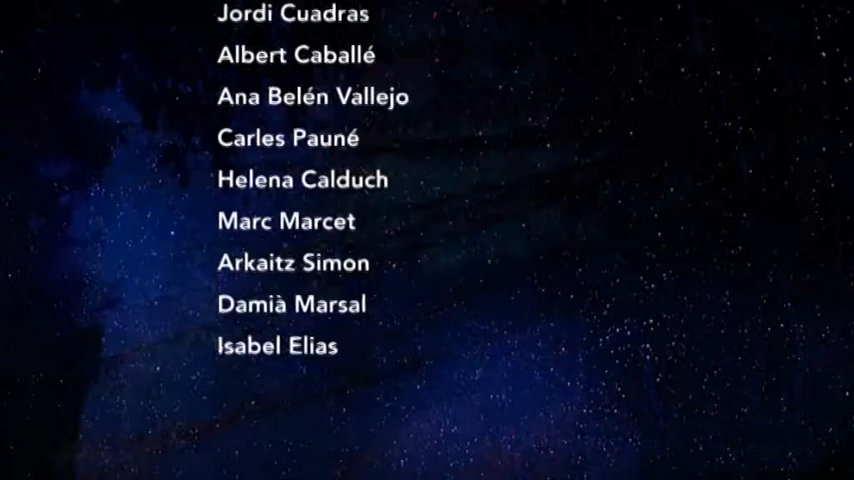 Jordi Cuadras
Albert Caballé
Ana Belén Vallejo
Carles Pauné
Helena Calduch
Marc Marcet
Arkaitz Simon
Damià Marsal
Isabel Elias